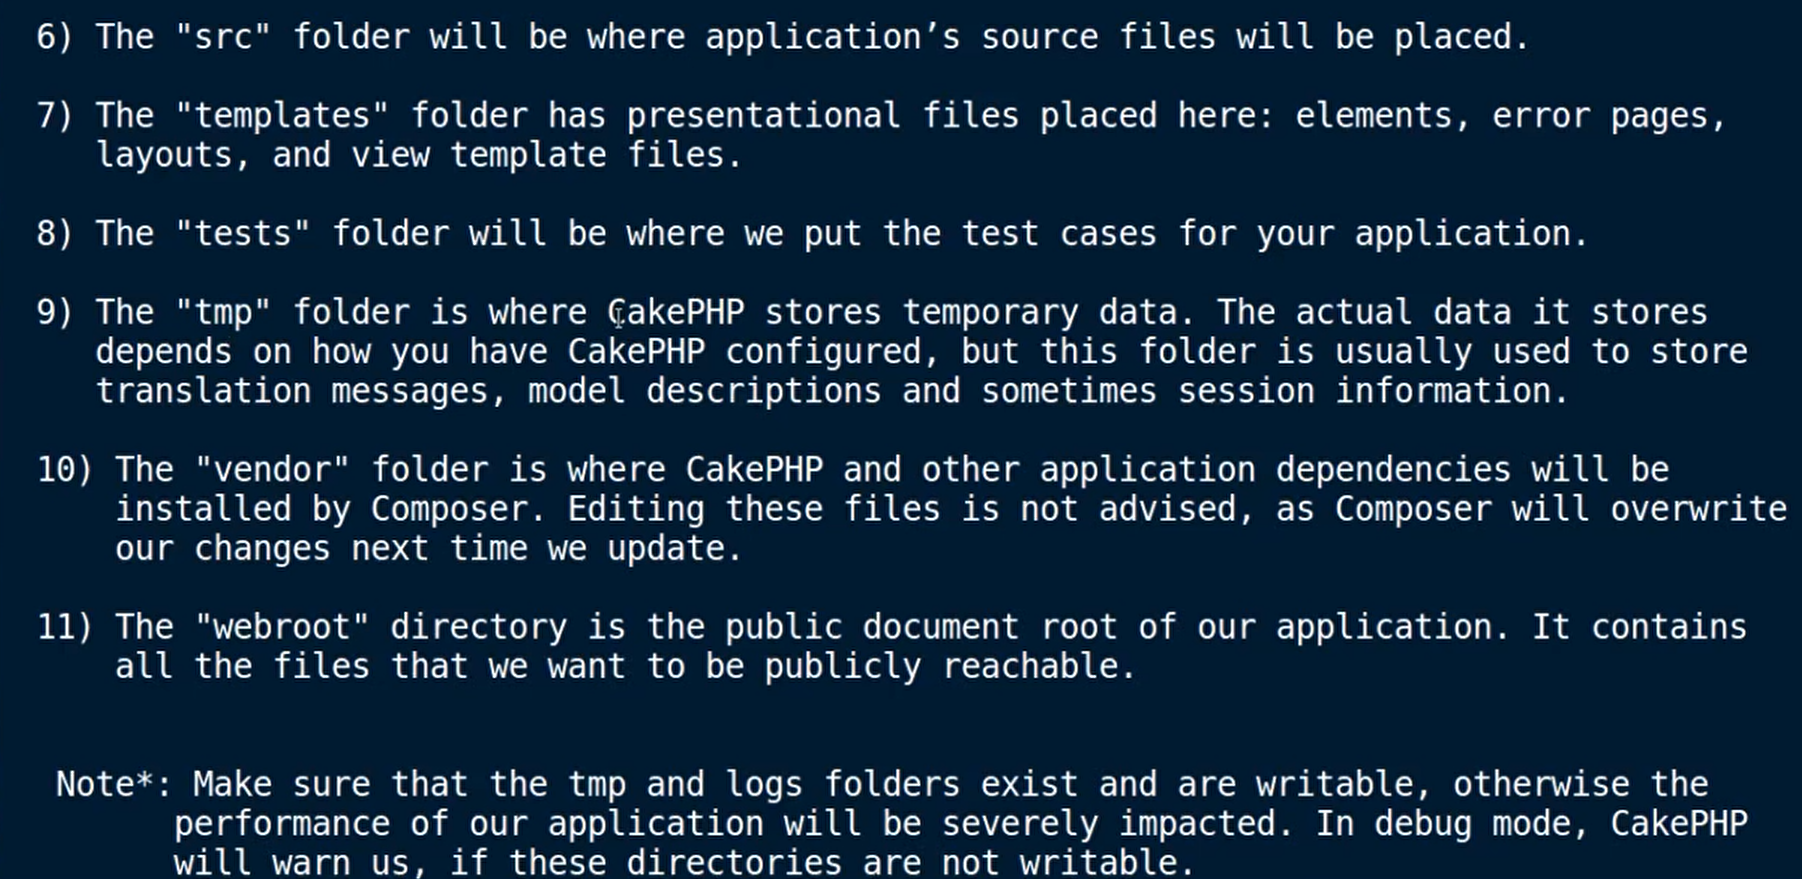 6) The "src" folder will be where application’s source files will be placed.
7) The "templates" folder has presentational files placed here: elements, error pages,
layouts, and view template files.
8) The "tests" folder will be where we put the test cases for your application.
9) The "tmp" folder is where CakePHP stores temporary data. The actual data it stores
depends on how you have CakePHP configured, but this folder is usually used to store
translation messages, model descriptions and sometimes session information.
10) The "vendor" folder is where CakePHP and other application dependencies will be
installed by Composer. Editing these files is not advised, as Composer will overwrite
our changes next time we update.
11) The "webroot" directory is the public document root of our application. It contains
all the files that we want to be publicly reachable.
Note*: Make sure that the tmp and logs folders exist and are writable, otherwise the
performance of our application will be severely impacted. In debug mode, CakePHP
will warn us, if these directories are not writable.